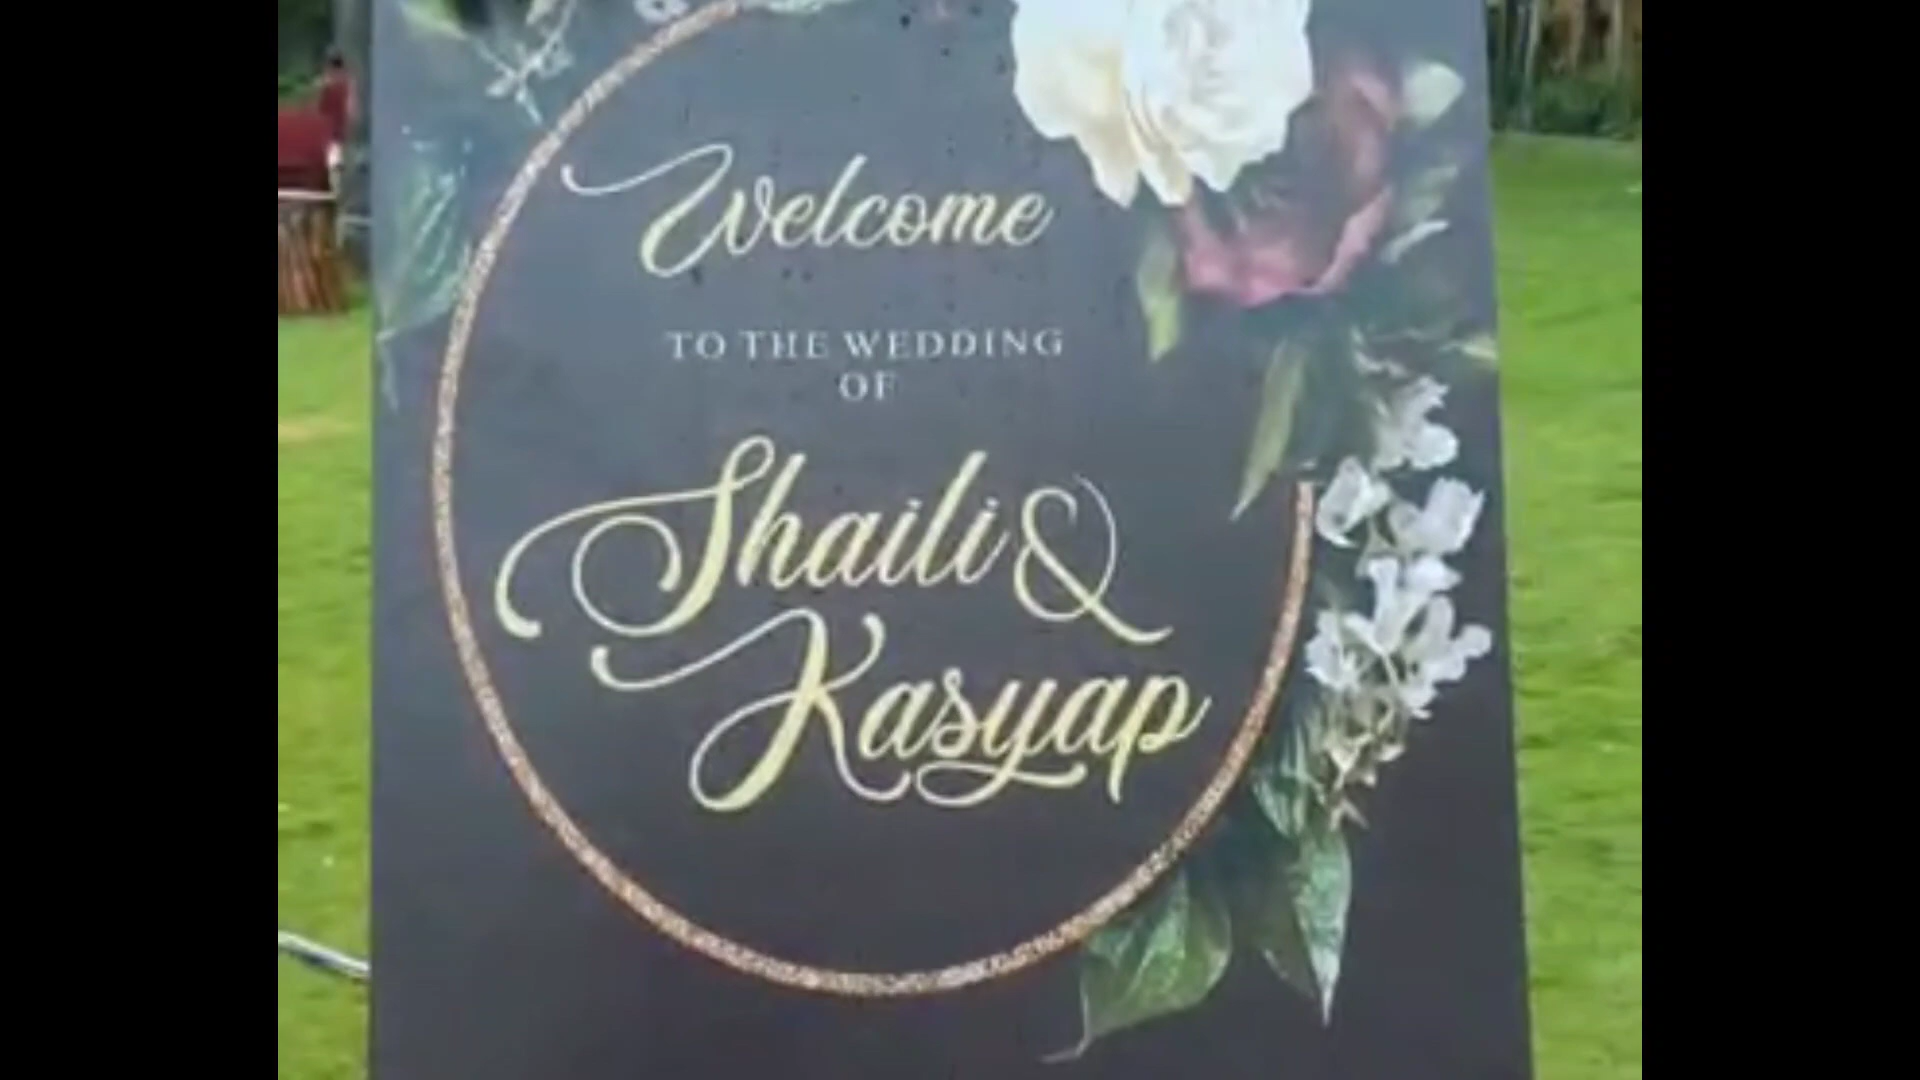 Welcome
TO THE WEDDING
OF
Shaili &
Kasyap